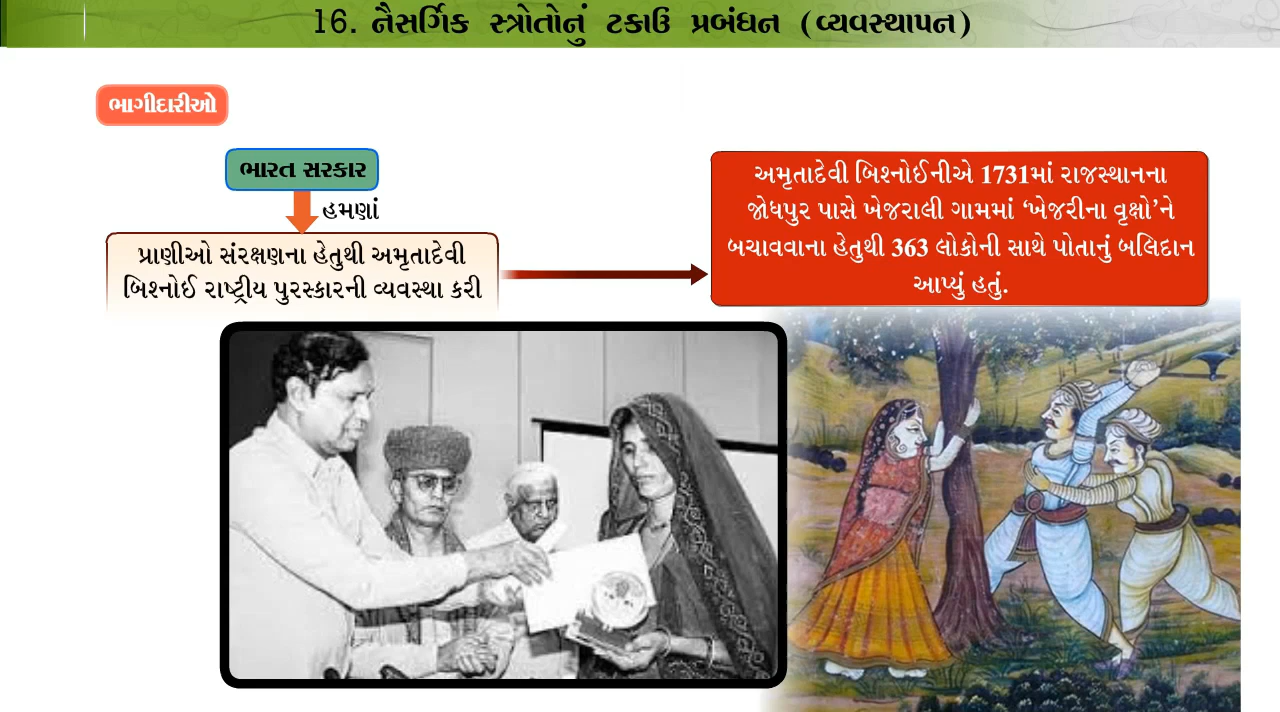 16. નૈસર્ગિક સ્ત્રોતોનું ટકાઉ પ્રબંધન (વ્યવસ્થાપન)
ભાગીદારીઓ
ભારત સરકાર
હમણાં
પ્રાણીઓ સંરક્ષણના હેતુથી અમૃતાદેવી
બિશ્નોઈ રાષ્ટ્રીય પુરસ્કારની વ્યવસ્થા કરી
અમૃતાદેવી બિશ્નોઈનીએ 1731માં રાજસ્થાનના
જોધપુર પાસે ખેજરાલી ગામમાં ‘ખેજરીના વૃક્ષો’ને
બચાવવાના હેતુથી 363 લોકોની સાથે પોતાનું બલિદાન
આપ્યું હતું.